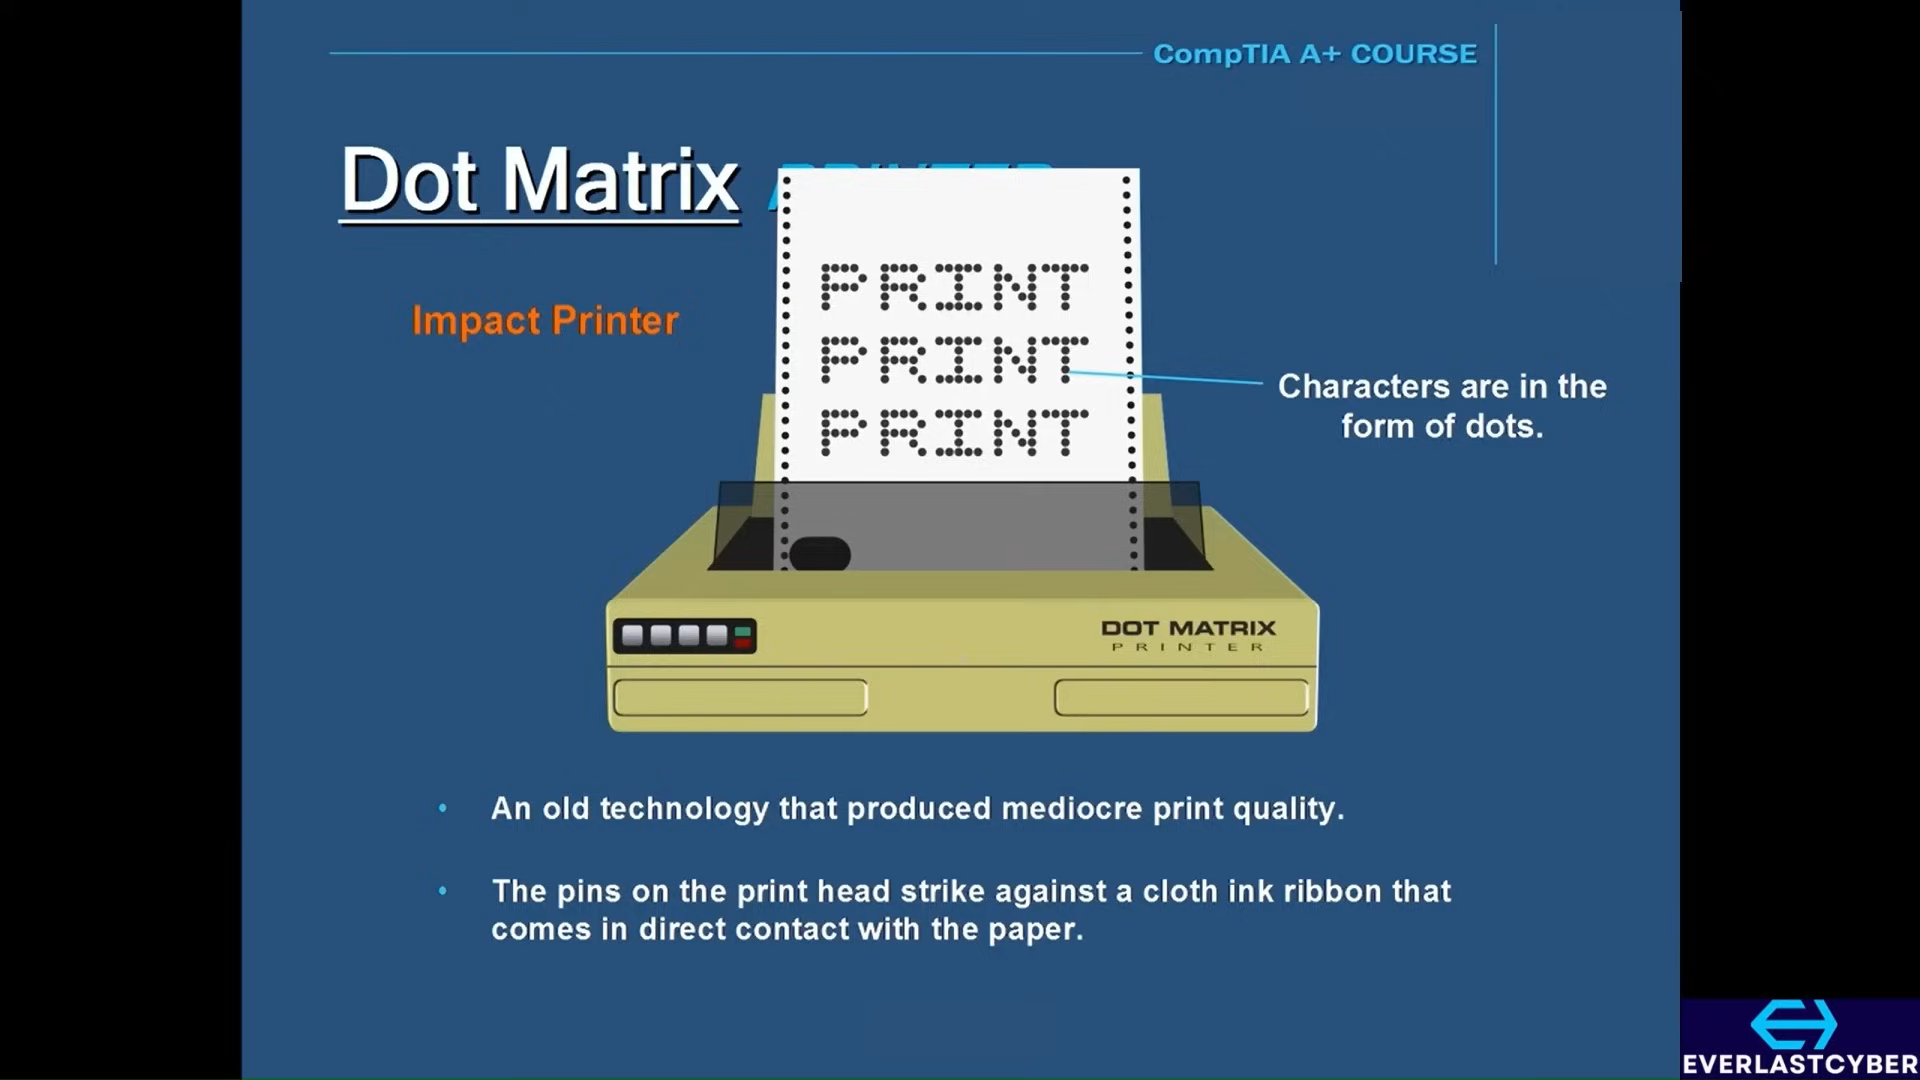 CompTIA A+ COURSE
Dot Matrix PRINTER
Impact Printer
PRINT
PRINT
PRINT
Characters are in the
form of dots.
DOT MATRIX
PRINTER
• An old technology that produced mediocre print quality.
• The pins on the print head strike against a cloth ink ribbon that
comes in direct contact with the paper.
EVERLASTCYBER